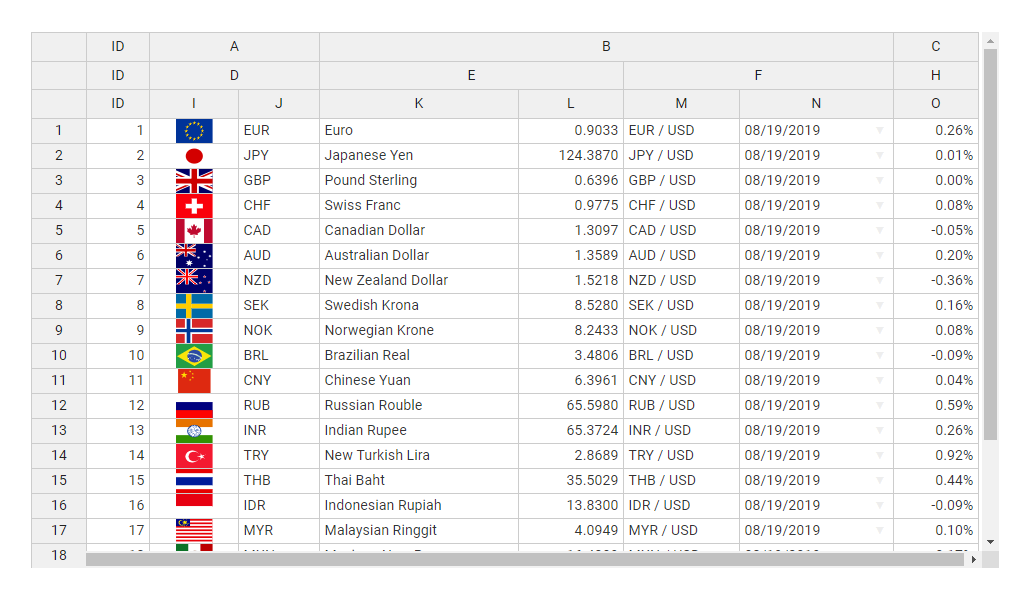 ID A B C
ID D E F H
ID I J K L M N O
1 1 EUR Euro 0.9033 EUR / USD 08/19/2019 0.26%
2 2 JPY Japanese Yen 124.3870 JPY / USD 08/19/2019 0.01%
3 3 GBP Pound Sterling 0.6396 GBP / USD 08/19/2019 0.00%
4 4 CHF Swiss Franc 0.9775 CHF / USD 08/19/2019 0.08%
5 5 CAD Canadian Dollar 1.3097 CAD / USD 08/19/2019 -0.05%
6 6 AUD Australian Dollar 1.3589 AUD / USD 08/19/2019 0.20%
7 7 NZD New Zealand Dollar 1.5218 NZD / USD 08/19/2019 -0.36%
8 8 SEK Swedish Krona 8.5280 SEK / USD 08/19/2019 0.16%
9 9 NOK Norwegian Krone 8.2433 NOK / USD 08/19/2019 0.08%
10 10 BRL Brazilian Real 3.4806 BRL / USD 08/19/2019 -0.09%
11 11 CNY Chinese Yuan 6.3961 CNY / USD 08/19/2019 0.04%
12 12 RUB Russian Rouble 65.5980 RUB / USD 08/19/2019 0.59%
13 13 INR Indian Rupee 65.3724 INR / USD 08/19/2019 0.26%
14 14 TRY New Turkish Lira 2.8689 TRY / USD 08/19/2019 0.92%
15 15 THB Thai Baht 35.5029 THB / USD 08/19/2019 0.44%
16 16 IDR Indonesian Rupiah 13.8300 IDR / USD 08/19/2019 -0.09%
17 17 MYR Malaysian Ringgit 4.0949 MYR / USD 08/19/2019 0.10%
18